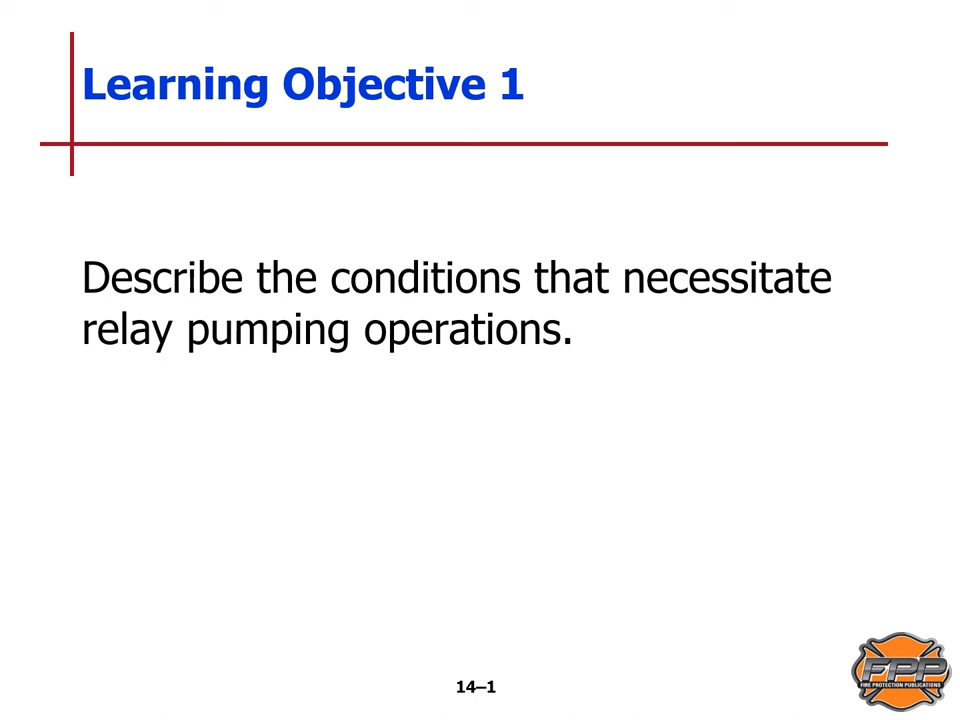 Learning Objective 1
Describe the conditions that necessitate
relay pumping operations.
14–1
FPP
FIRE PROTECTION PUBLICATIONS